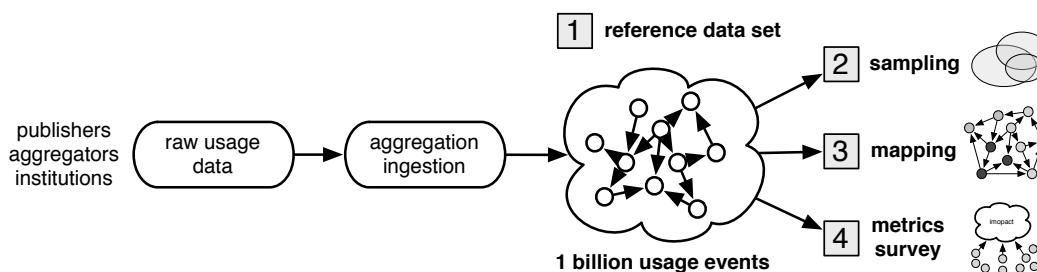 1 reference data set
publishers
aggregators
institutions
raw usage
data
aggregation
ingestion
1 billion usage events
2 sampling
3 mapping
4 metrics
survey
imopact